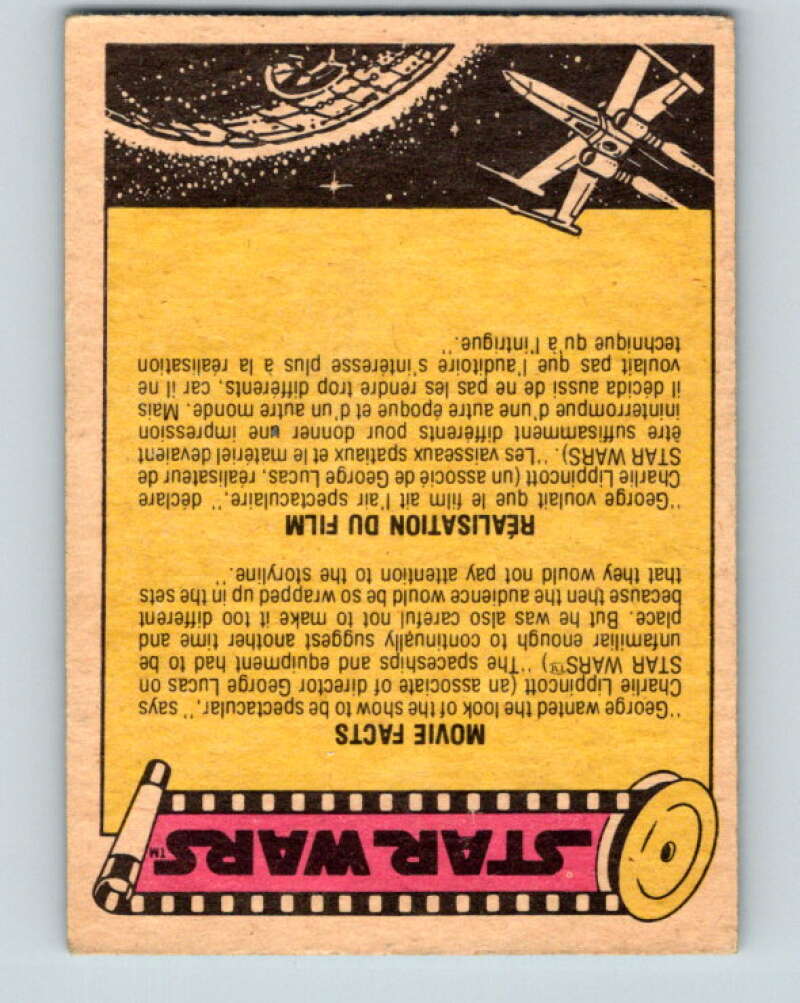 STAR WARS™
MOVIE FACTS
"George wanted the look of the show to be spectacular," says
Charlie Lippincott (an associate of director George Lucas on
STAR WARS™) "The spaceships and equipment had to be
unfamiliar enough to continually suggest another time and
place. But he was also careful not to make it too different
because then the audience would be so wrapped up in the sets
that they would not pay attention to the storyline."
RÉALISATION DU FILM
"George voulait que le film ait l'air spectaculaire," déclare
Charlie Lippincott (un associé de George Lucas, réalisateur de
STAR WARS). "Les vaisseaux spatiaux et le matériel devaient
être suffisamment différents pour donner une impression
ininterrompue d'une autre époque et d'un autre monde. Mais
il décida aussi de ne pas les rendre trop différents, car il ne
voulait pas que l'auditoire s'intéresse plus à la réalisation
technique qu'à l'intrigue".